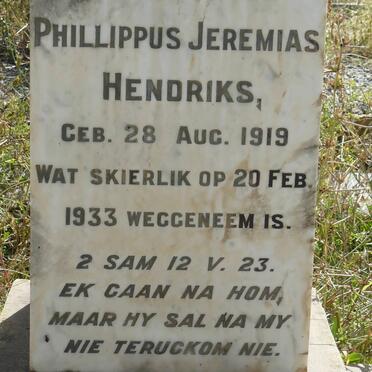 PHILLIPPUS JEREMIAS
HENDRIKS,
GEB. 28 AUG. 1919
WAT SKIERLIK OP 20 FEB.
1933 WEGGENEEM IS.
2 SAM 12 V. 23.
EK GAAN NA HOM,
MAAR HY SAL NA MY
NIE TERUGKOM NIE.